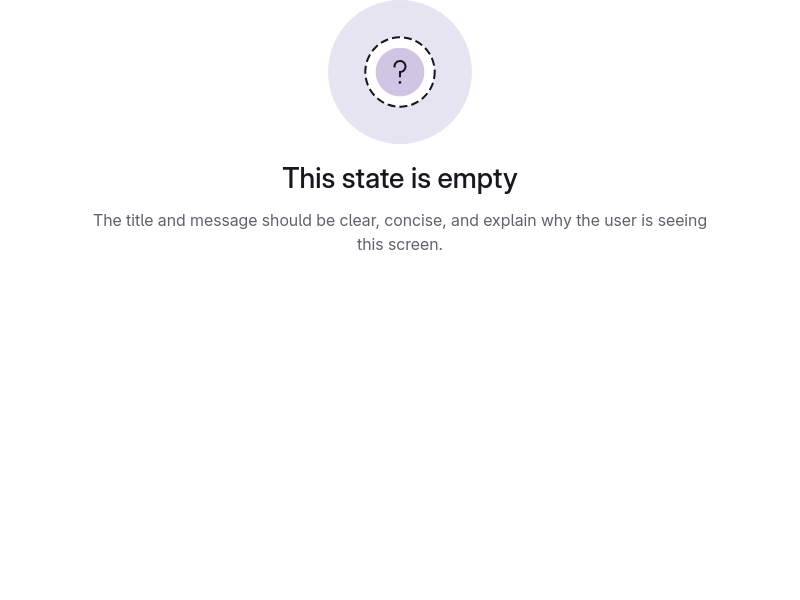 ?
This state is empty
The title and message should be clear, concise, and explain why the user is seeing
this screen.